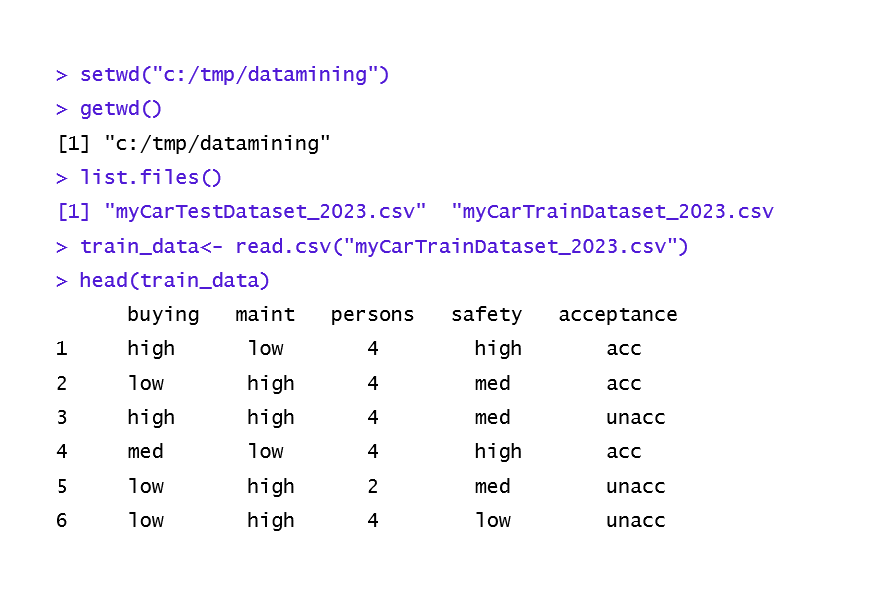 > setwd("c:/tmp/datamining")
> getwd()
[1] "c:/tmp/datamining"
> list.files()
[1] "myCarTestDataset_2023.csv"  "myCarTrainDataset_2023.csv
> train_data<- read.csv("myCarTrainDataset_2023.csv")
> head(train_data)
buying maint persons safety acceptance
1 high low 4 high acc
2 low high 4 med acc
3 high high 4 med unacc
4 med low 4 high acc
5 low high 2 med unacc
6 low high 4 low unacc